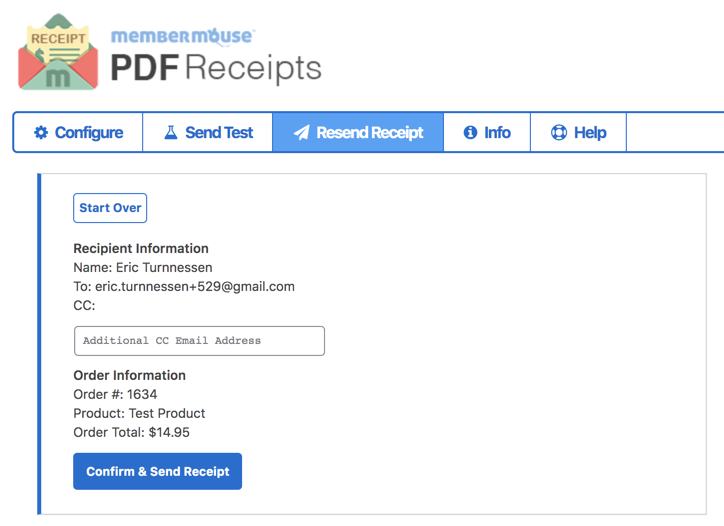 RECEIPT
membermouse
PDF Receipts
Configure
Send Test
Resend Receipt
Info
Help
Start Over
Recipient Information
Name: Eric Turnnessen
To: eric.turnnessen+529@gmail.com
CC:
Additional CC Email Address
Order Information
Order #: 1634
Product: Test Product
Order Total: $14.95
Confirm & Send Receipt